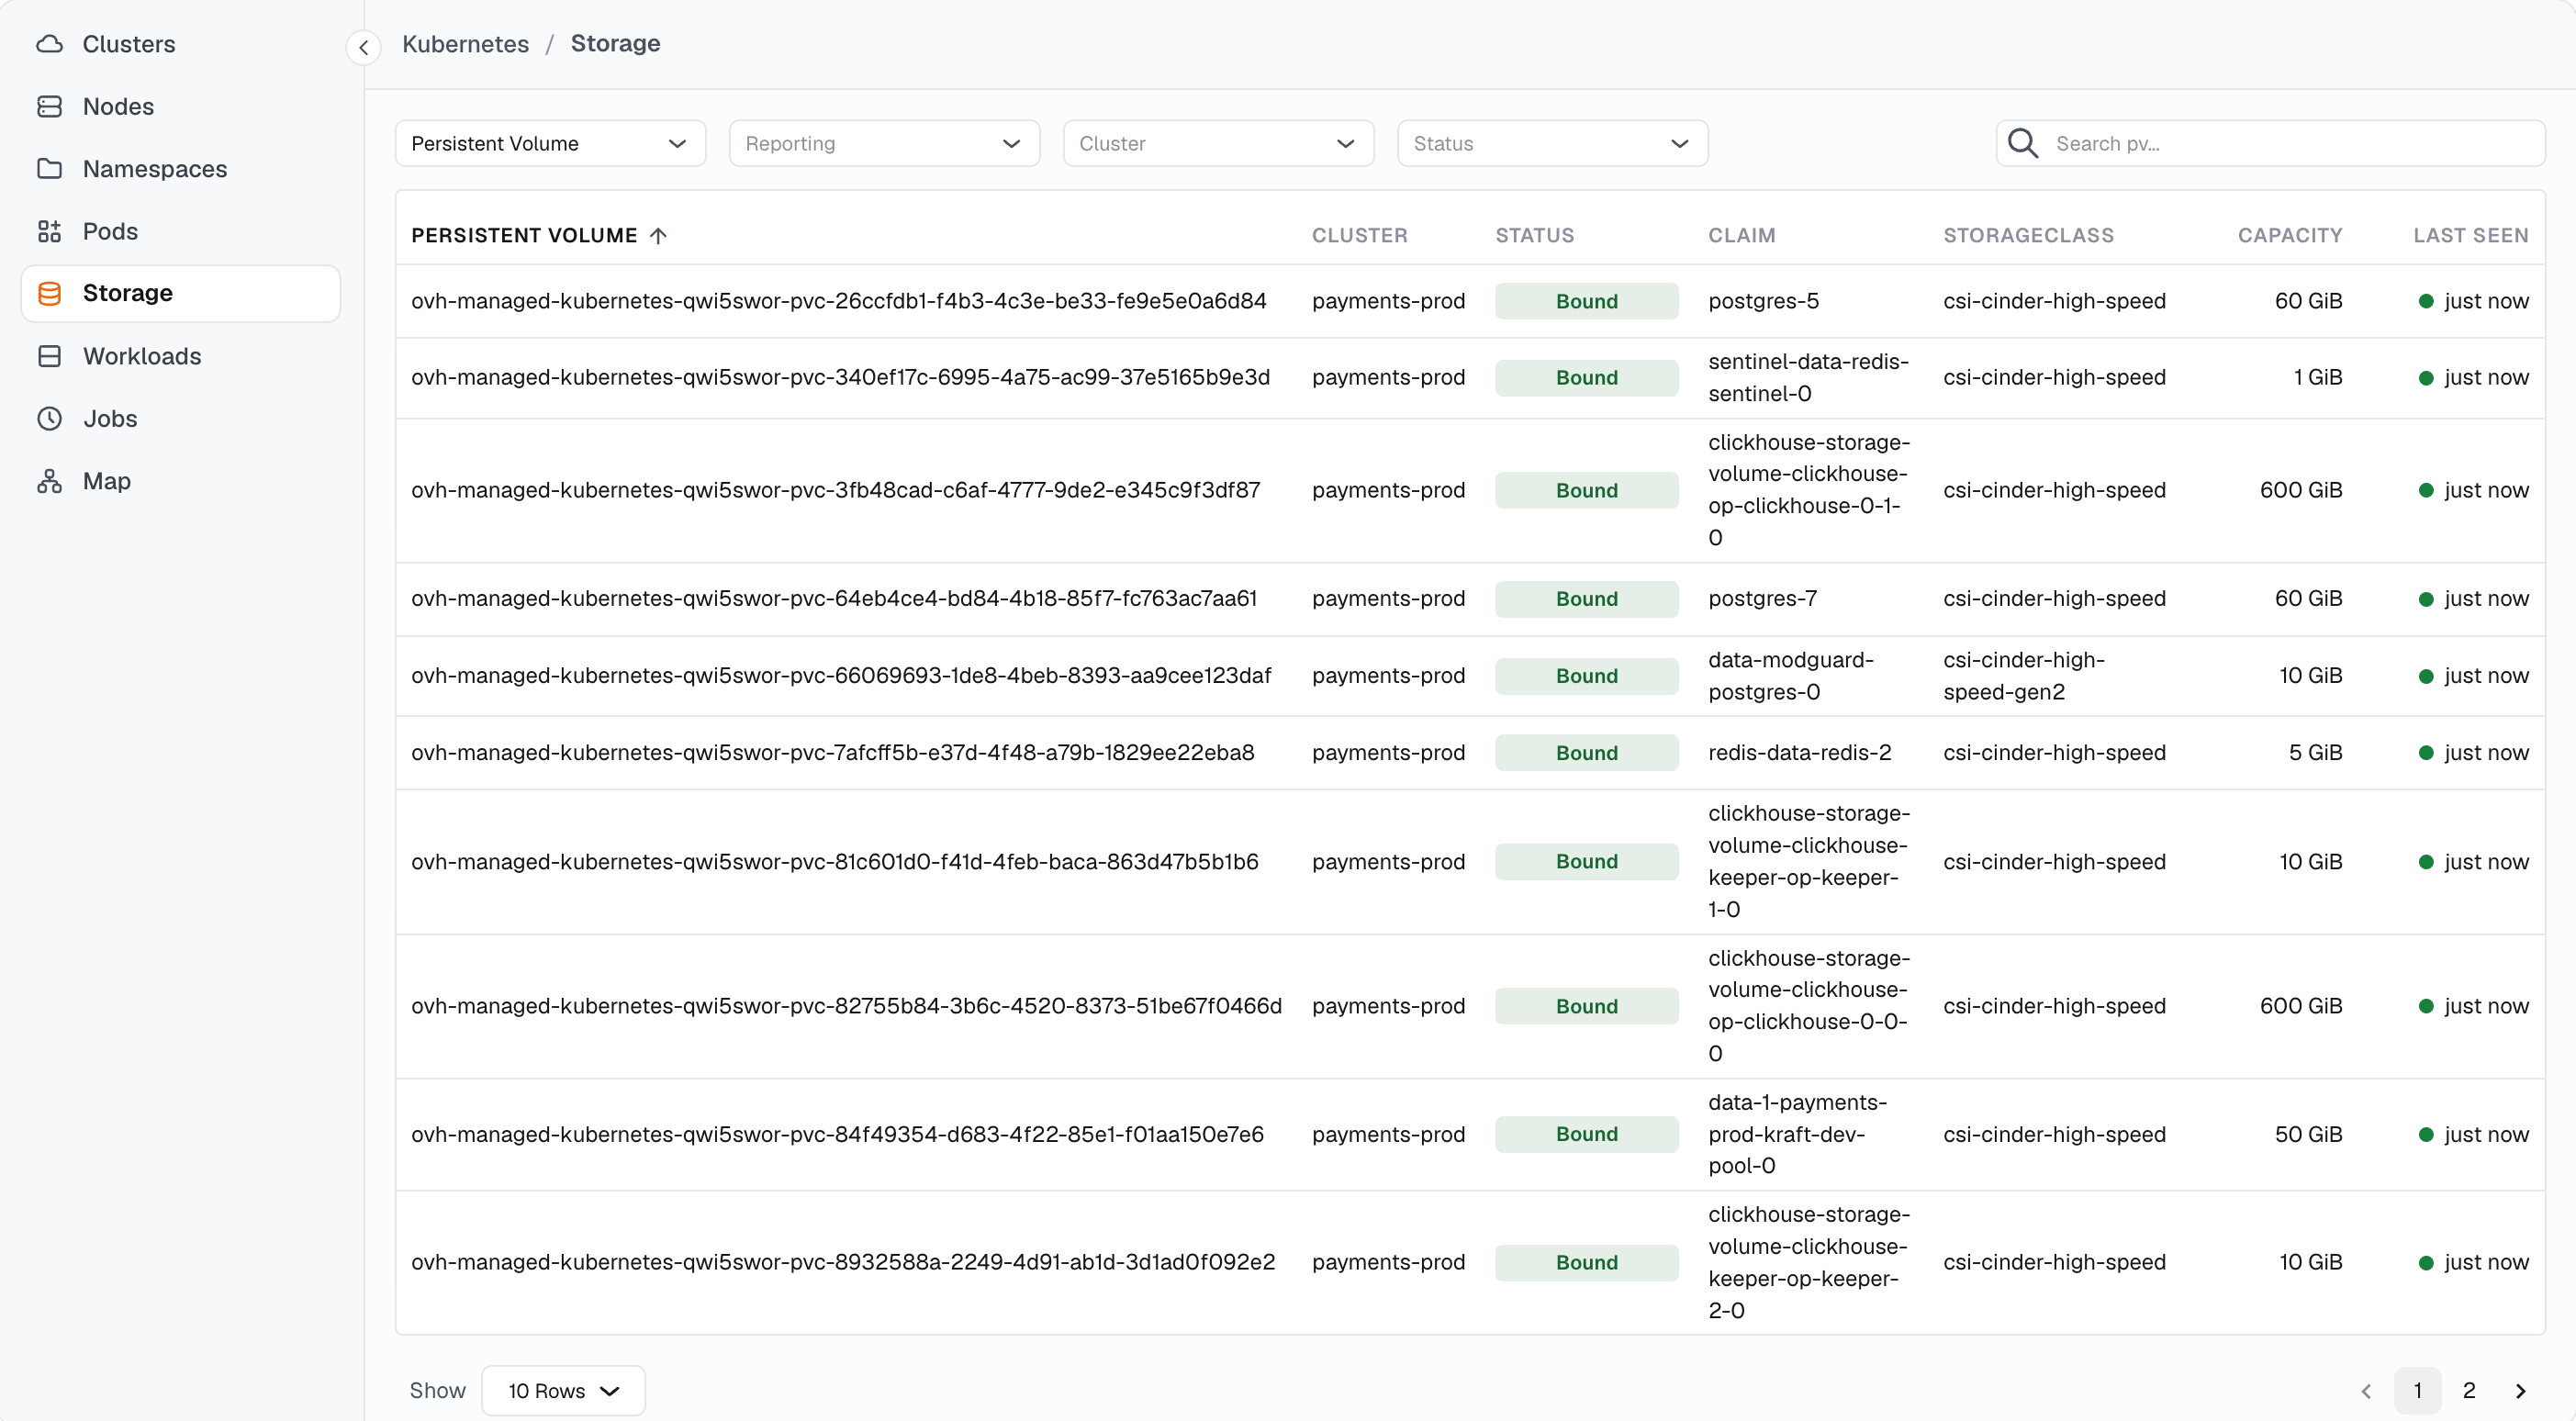 Clusters
Nodes
Namespaces
Pods
Storage
Workloads
Jobs
Map
Kubernetes / Storage
Persistent Volume
Reporting
Cluster
Status
Search pv...
PERSISTENT VOLUME CLUSTER STATUS CLAIM STORAGECLASS CAPACITY LAST SEEN
ovh-managed-kubernetes-qwi5swor-pvc-26ccfdb1-f4b3-4c3e-be33-fe9e5e0a6d84 payments-prod Bound postgres-5 csi-cinder-high-speed 60 GiB just now
ovh-managed-kubernetes-qwi5swor-pvc-340ef17c-6995-4a75-ac99-37e5165b9e3d payments-prod Bound sentinel-data-redis-
sentinel-0 csi-cinder-high-speed 1 GiB just now
ovh-managed-kubernetes-qwi5swor-pvc-3fb48cad-c6af-4777-9de2-e345c9f3df87 payments-prod Bound clickhouse-storage-
volume-clickhouse-
op-clickhouse-0-1-
0 csi-cinder-high-speed 600 GiB just now
ovh-managed-kubernetes-qwi5swor-pvc-64eb4ce4-bd84-4b18-85f7-fc763ac7aa61 payments-prod Bound postgres-7 csi-cinder-high-speed 60 GiB just now
ovh-managed-kubernetes-qwi5swor-pvc-66069693-1de8-4beb-8393-aa9cee123daf payments-prod Bound data-modguard-
postgres-0 csi-cinder-high-
speed-gen2 10 GiB just now
ovh-managed-kubernetes-qwi5swor-pvc-7afcff5b-e37d-4f48-a79b-1829ee22eba8 payments-prod Bound redis-data-redis-2 csi-cinder-high-speed 5 GiB just now
ovh-managed-kubernetes-qwi5swor-pvc-81c601d0-f41d-4feb-baca-863d47b5b1b6 payments-prod Bound clickhouse-storage-
volume-clickhouse-
keeper-op-keeper-
1-0 csi-cinder-high-speed 10 GiB just now
ovh-managed-kubernetes-qwi5swor-pvc-82755b84-3b6c-4520-8373-51be67f0466d payments-prod Bound clickhouse-storage-
volume-clickhouse-
op-clickhouse-0-0-
0 csi-cinder-high-speed 600 GiB just now
ovh-managed-kubernetes-qwi5swor-pvc-84f49354-d683-4f22-85e1-f01aa150e7e6 payments-prod Bound data-1-payments-
prod-kraft-dev-
pool-0 csi-cinder-high-speed 50 GiB just now
ovh-managed-kubernetes-qwi5swor-pvc-8932588a-2249-4d91-ab1d-3d1ad0f092e2 payments-prod Bound clickhouse-storage-
volume-clickhouse-
keeper-op-keeper-
2-0 csi-cinder-high-speed 10 GiB just now
Show 10 Rows
1 2